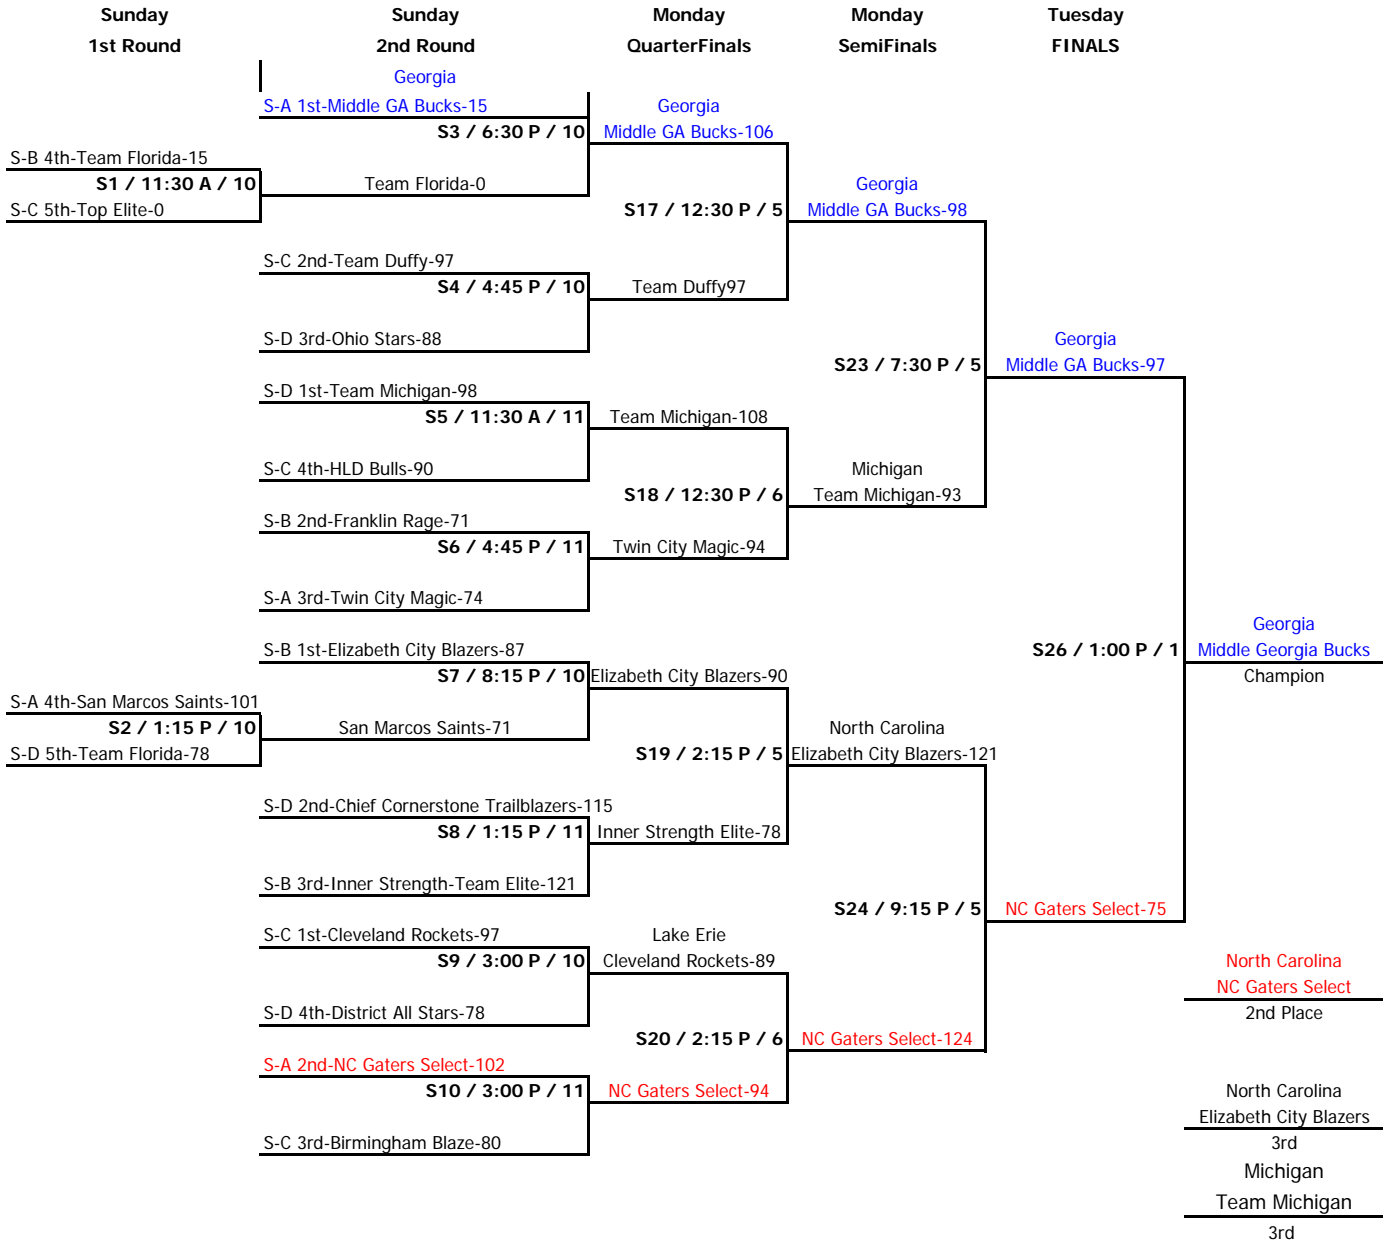 Sunday Sunday Monday Monday Tuesday
1st Round 2nd Round QuarterFinals SemiFinals FINALS
Georgia
S-A 1st-Middle GA Bucks-15 Georgia
S3 / 6:30 P / 10 Middle GA Bucks-106
S-B 4th-Team Florida-15
S1 / 11:30 A / 10 Team Florida-0 Georgia
S-C 5th-Top Elite-0 S17 / 12:30 P / 5 Middle GA Bucks-98
S-C 2nd-Team Duffy-97
S4 / 4:45 P / 10 Team Duffy97
S-D 3rd-Ohio Stars-88 Georgia
S23 / 7:30 P / 5 Middle GA Bucks-97
S-D 1st-Team Michigan-98
S5 / 11:30 A / 11 Team Michigan-108
S-C 4th-HLD Bulls-90 Michigan
S18 / 12:30 P / 6 Team Michigan-93
S-B 2nd-Franklin Rage-71
S6 / 4:45 P / 11 Twin City Magic-94
S-A 3rd-Twin City Magic-74
Georgia
S-B 1st-Elizabeth City Blazers-87 S26 / 1:00 P / 1 Middle Georgia Bucks
S7 / 8:15 P / 10 Elizabeth City Blazers-90 Champion
S-A 4th-San Marcos Saints-101
S2 / 1:15 P / 10 San Marcos Saints-71 North Carolina
S-D 5th-Team Florida-78 S19 / 2:15 P / 5 Elizabeth City Blazers-121
S-D 2nd-Chief Cornerstone Trailblazers-115
S8 / 1:15 P / 11 Inner Strength Elite-78
S-B 3rd-Inner Strength-Team Elite-121
S24 / 9:15 P / 5 NC Gaters Select-75
S-C 1st-Cleveland Rockets-97 Lake Erie
S9 / 3:00 P / 10 Cleveland Rockets-89 North Carolina
NC Gaters Select
S-D 4th-District All Stars-78 2nd Place
S20 / 2:15 P / 6 NC Gaters Select-124
S-A 2nd-NC Gaters Select-102
S10 / 3:00 P / 11 NC Gaters Select-94 North Carolina
Elizabeth City Blazers
S-C 3rd-Birmingham Blaze-80 3rd
Michigan
Team Michigan
3rd